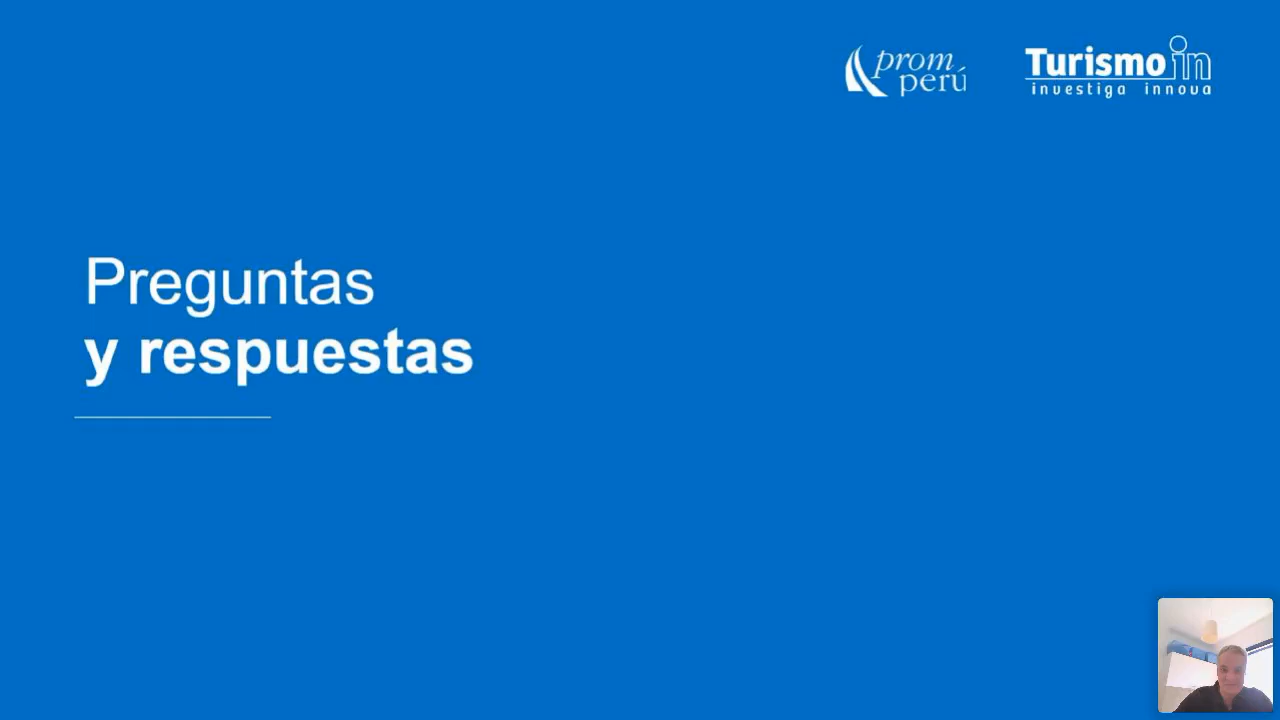 prom
perú
Turismo in
investiga innova
Preguntas
y respuestas